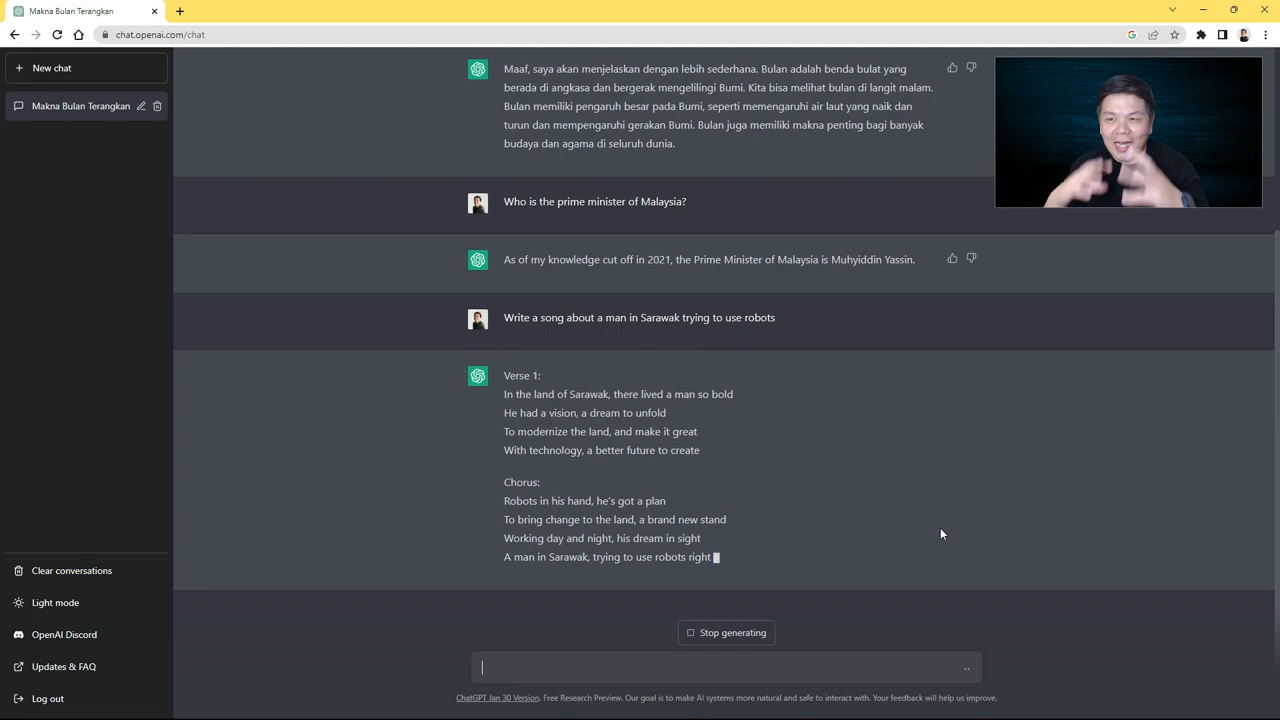 Makna Bulan Terangkan
chat.openai.com/chat
New chat
Makna Bulan Terangkan
Maaf, saya akan menjelaskan dengan lebih sederhana. Bulan adalah benda bulat yang
berada di angkasa dan bergerak mengelilingi Bumi. Kita bisa melihat bulan di langit malam.
Bulan memiliki pengaruh besar pada Bumi, seperti memengaruhi air laut yang naik dan
turun dan mempengaruhi gerakan Bumi. Bulan juga memiliki makna penting bagi banyak
budaya dan agama di seluruh dunia.
Who is the prime minister of Malaysia?
As of my knowledge cut off in 2021, the Prime Minister of Malaysia is Muhyiddin Yassin.
Write a song about a man in Sarawak trying to use robots
Verse 1:
In the land of Sarawak, there lived a man so bold
He had a vision, a dream to unfold
To modernize the land, and make it great
With technology, a better future to create
Chorus:
Robots in his hand, he's got a plan
To bring change to the land, a brand new stand
Working day and night, his dream in sight
A man in Sarawak, trying to use robots right
Clear conversations
Light mode
OpenAI Discord
Updates & FAQ
Log out
Stop generating
ChatGPT Jan 30 Version. Free Research Preview. Our goal is to make AI systems more natural and safe to interact with. Your feedback will help us improve.